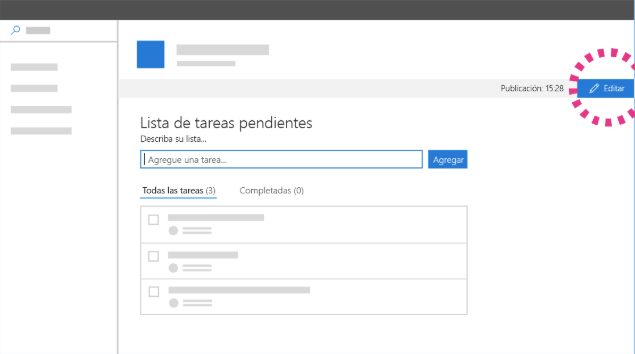 Publicación: 15:28
Editar
Lista de tareas pendientes
Describa su lista...
Agregue una tarea...
Agregar
Todas las tareas (3)
Completadas (0)